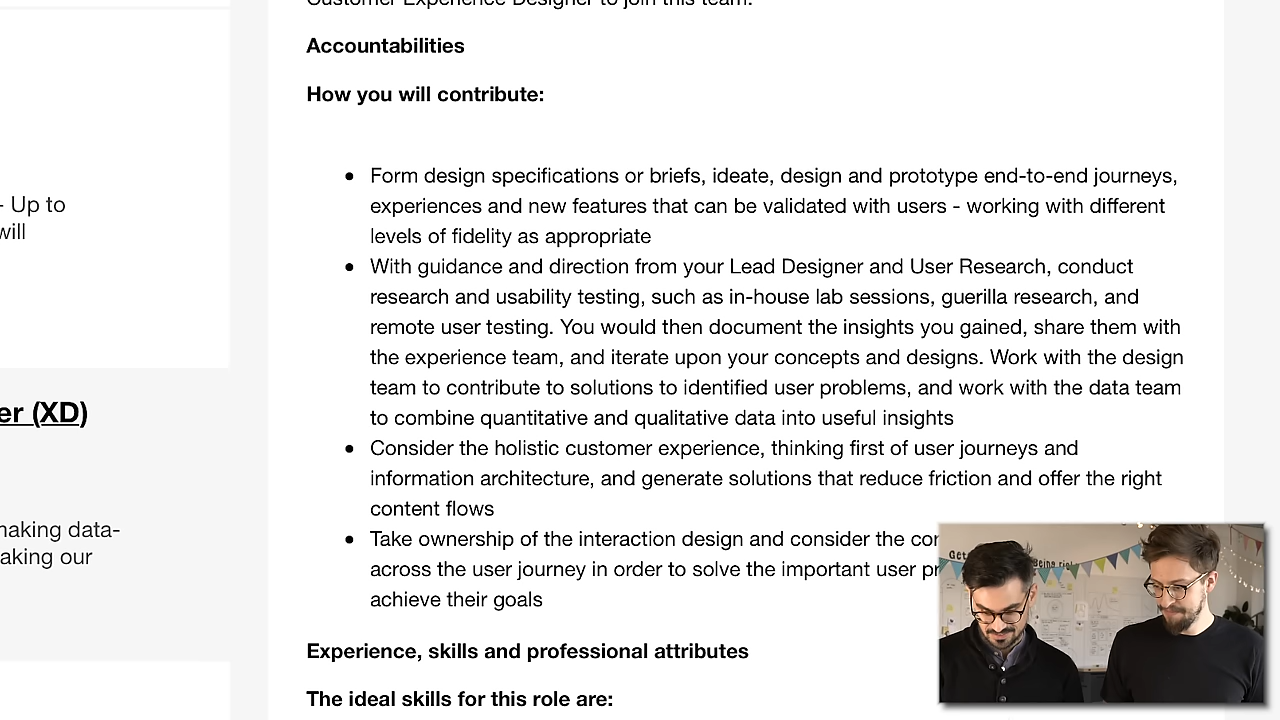 Customer Experience Designer to join this team.
Accountabilities
How you will contribute:
Form design specifications or briefs, ideate, design and prototype end-to-end journeys,
experiences and new features that can be validated with users - working with different
levels of fidelity as appropriate
With guidance and direction from your Lead Designer and User Research, conduct
research and usability testing, such as in-house lab sessions, guerilla research, and
remote user testing. You would then document the insights you gained, share them with
the experience team, and iterate upon your concepts and designs. Work with the design
team to contribute to solutions to identified user problems, and work with the data team
to combine quantitative and qualitative data into useful insights
Consider the holistic customer experience, thinking first of user journeys and
information architecture, and generate solutions that reduce friction and offer the right
content flows
Take ownership of the interaction design and consider the
across the user journey in order to solve the important user
achieve their goals
Experience, skills and professional attributes
The ideal skills for this role are:
- Up to
will
er (XD)
making data-
aking our